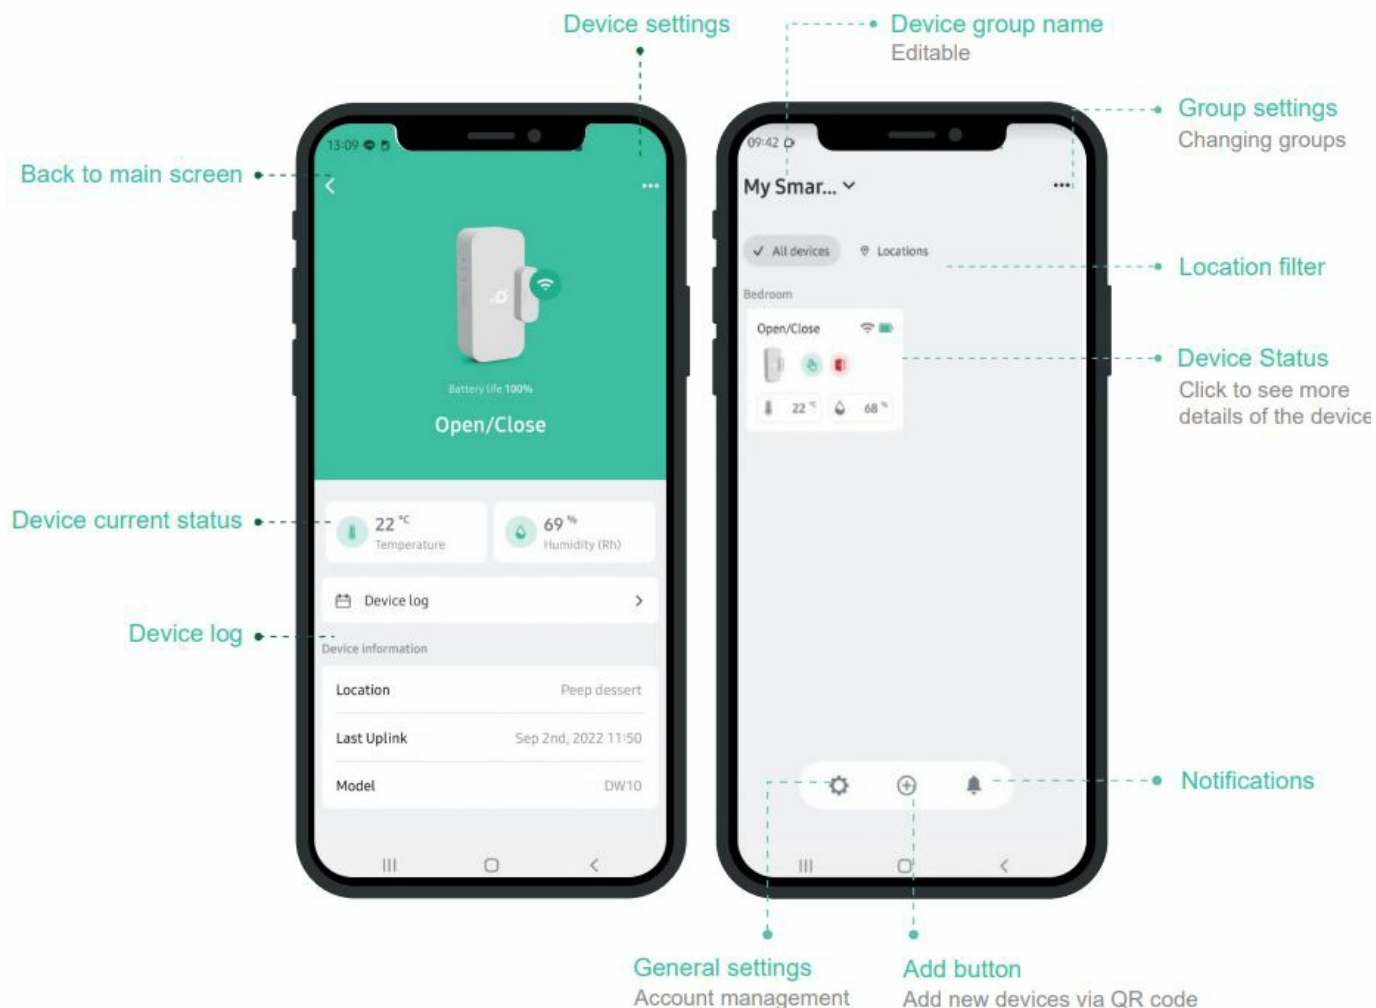 Device settings
Device group name
Editable
Group settings
Changing groups
Back to main screen
13:09
Battery life 100%
Open/Close
Device current status
22 °C
Temperature
69 %
Humidity (Rh)
Device log
Device log
Device information
Location
Peep dessert
Last Uplink
Sep 2nd, 2022 11:50
Model
DW10
09:42
My Smar...
All devices
Locations
Location filter
Bedroom
Open/Close
22 °C
68 %
Device Status
Click to see more
details of the device
Notifications
General settings
Account management
Add button
Add new devices via QR code